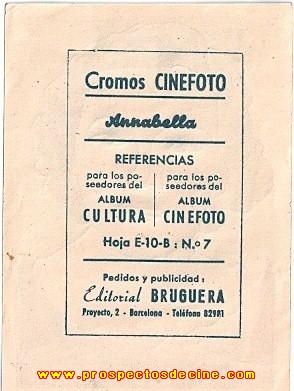 Cromos CINEFOTO
Annabella
REFERENCIAS
para los po-
seedores del
ALBUM
CULTURA
para los po-
seedores del
ALBUM
CINEFOTO
Hoja E-10-B : N.º 7
Pedidos y publicidad :
Editorial BRUGUERA
Proyecto, 2 - Barcelona - Teléfono 82981
www.prospectosdecine.com